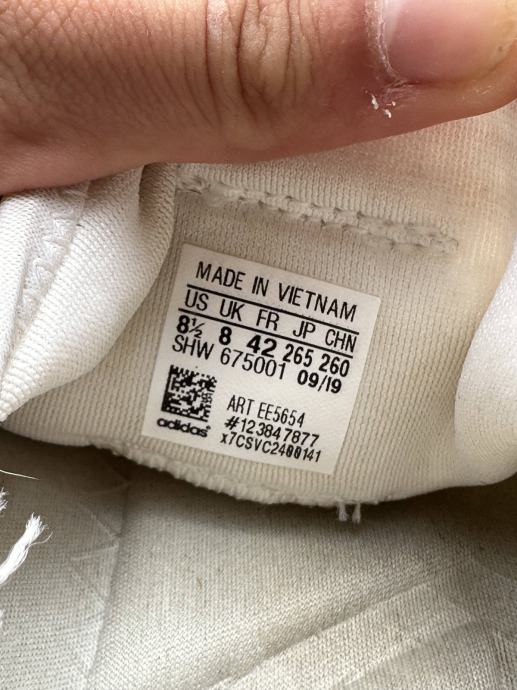 MADE IN VIETNAM
US UK FR JP CHN
8½ 8 42 265 260
SHW 675001 09/19
ART EE5654
#123847877
x7CSVC2400141
adidas